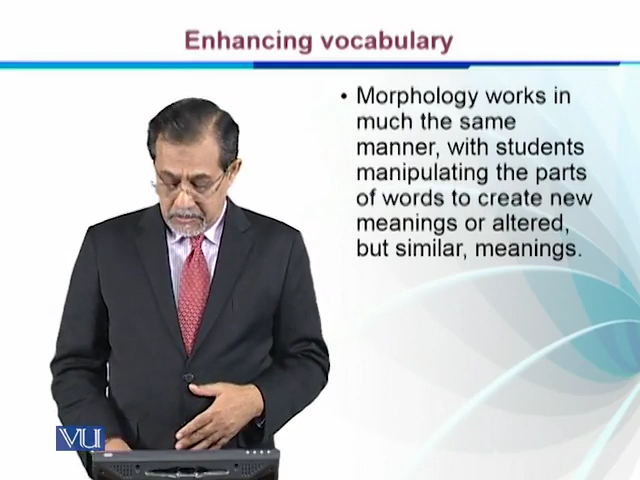 Enhancing vocabulary
• Morphology works in
much the same
manner, with students
manipulating the parts
of words to create new
meanings or altered,
but similar, meanings.
VU